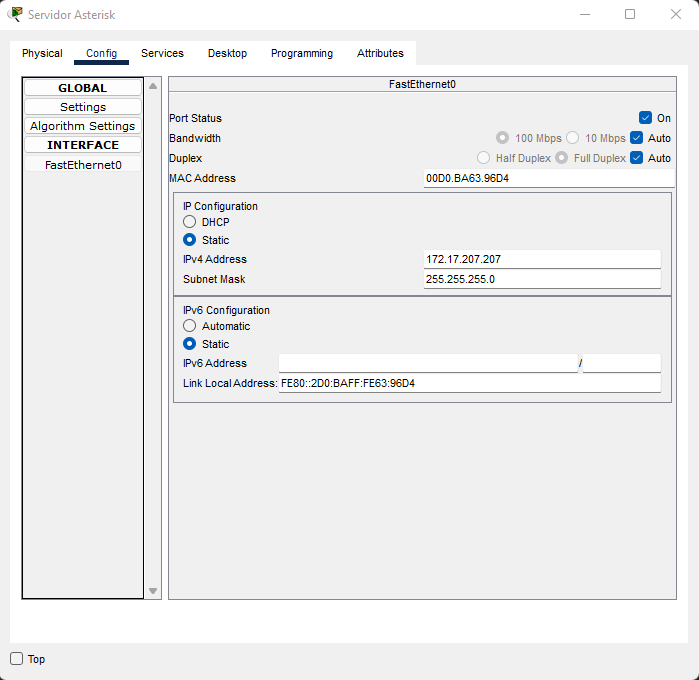 Servidor Asterisk
Physical Config Services Desktop Programming Attributes
GLOBAL
Settings
Algorithm Settings
INTERFACE
FastEthernet0
FastEthernet0
Port Status On
Bandwidth 100 Mbps 10 Mbps Auto
Duplex Half Duplex Full Duplex Auto
MAC Address 00D0.BA63.96D4
IP Configuration
DHCP
Static
IPv4 Address 172.17.207.207
Subnet Mask 255.255.255.0
IPv6 Configuration
Automatic
Static
IPv6 Address /
Link Local Address: FE80::2D0:BAFF:FE63:96D4
Top